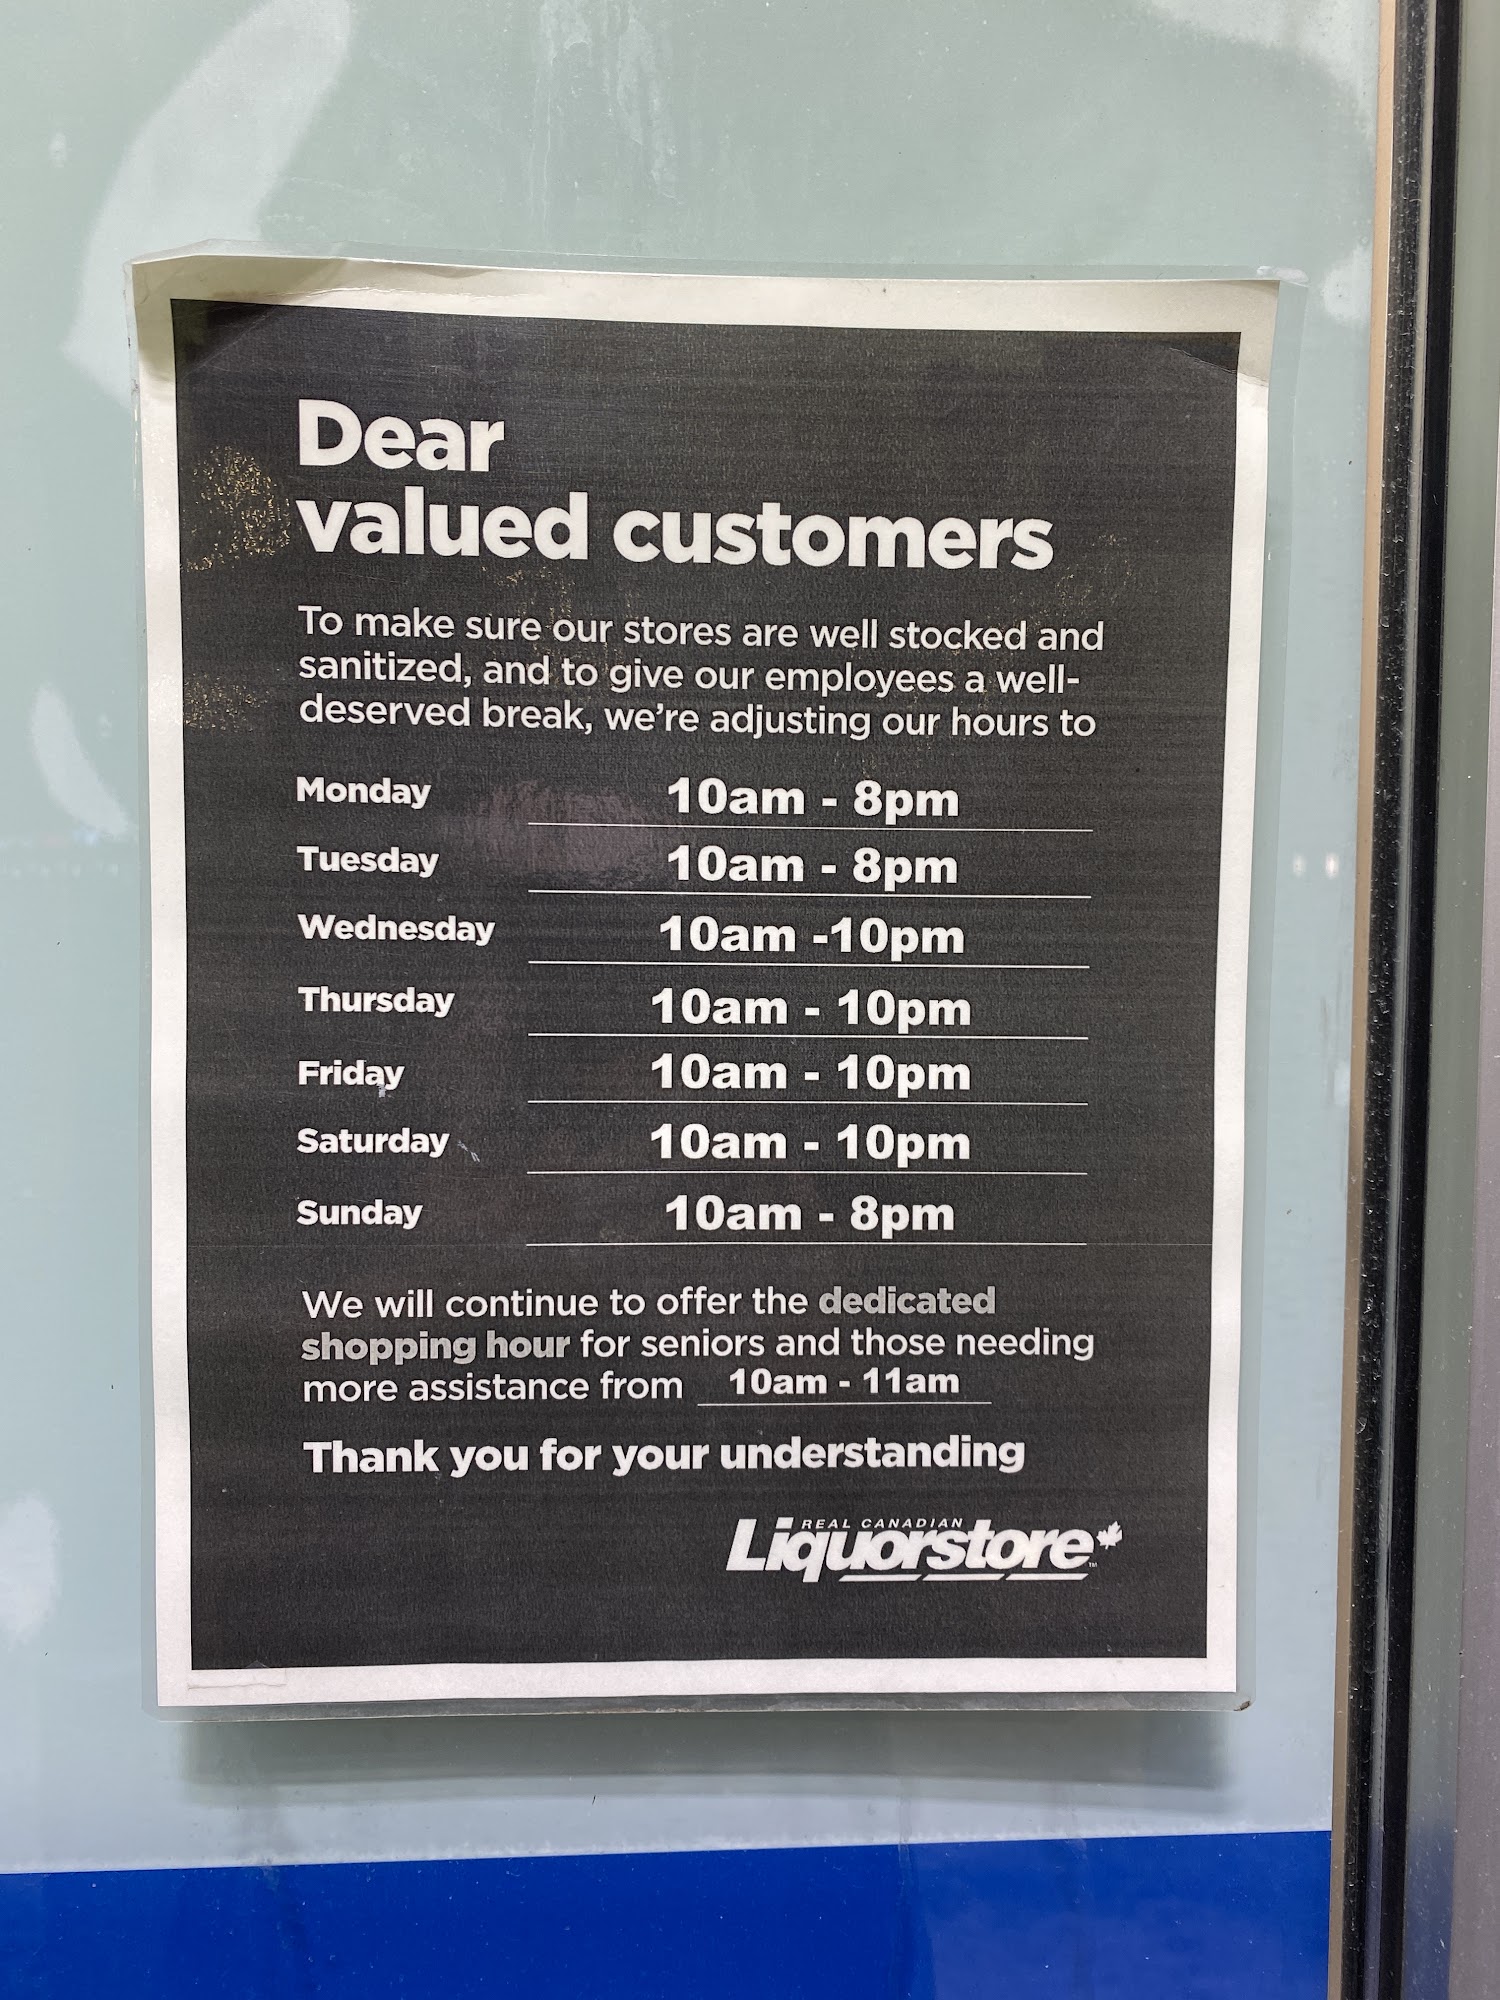 Dear
valued customers
To make sure our stores are well stocked and
sanitized, and to give our employees a well-
deserved break, we're adjusting our hours to
Monday 10am - 8pm
Tuesday 10am - 8pm
Wednesday 10am -10pm
Thursday 10am - 10pm
Friday 10am - 10pm
Saturday 10am - 10pm
Sunday 10am - 8pm
We will continue to offer the dedicated
shopping hour for seniors and those needing
more assistance from 10am - 11am
Thank you for your understanding
REAL CANADIAN
Liquorstore™